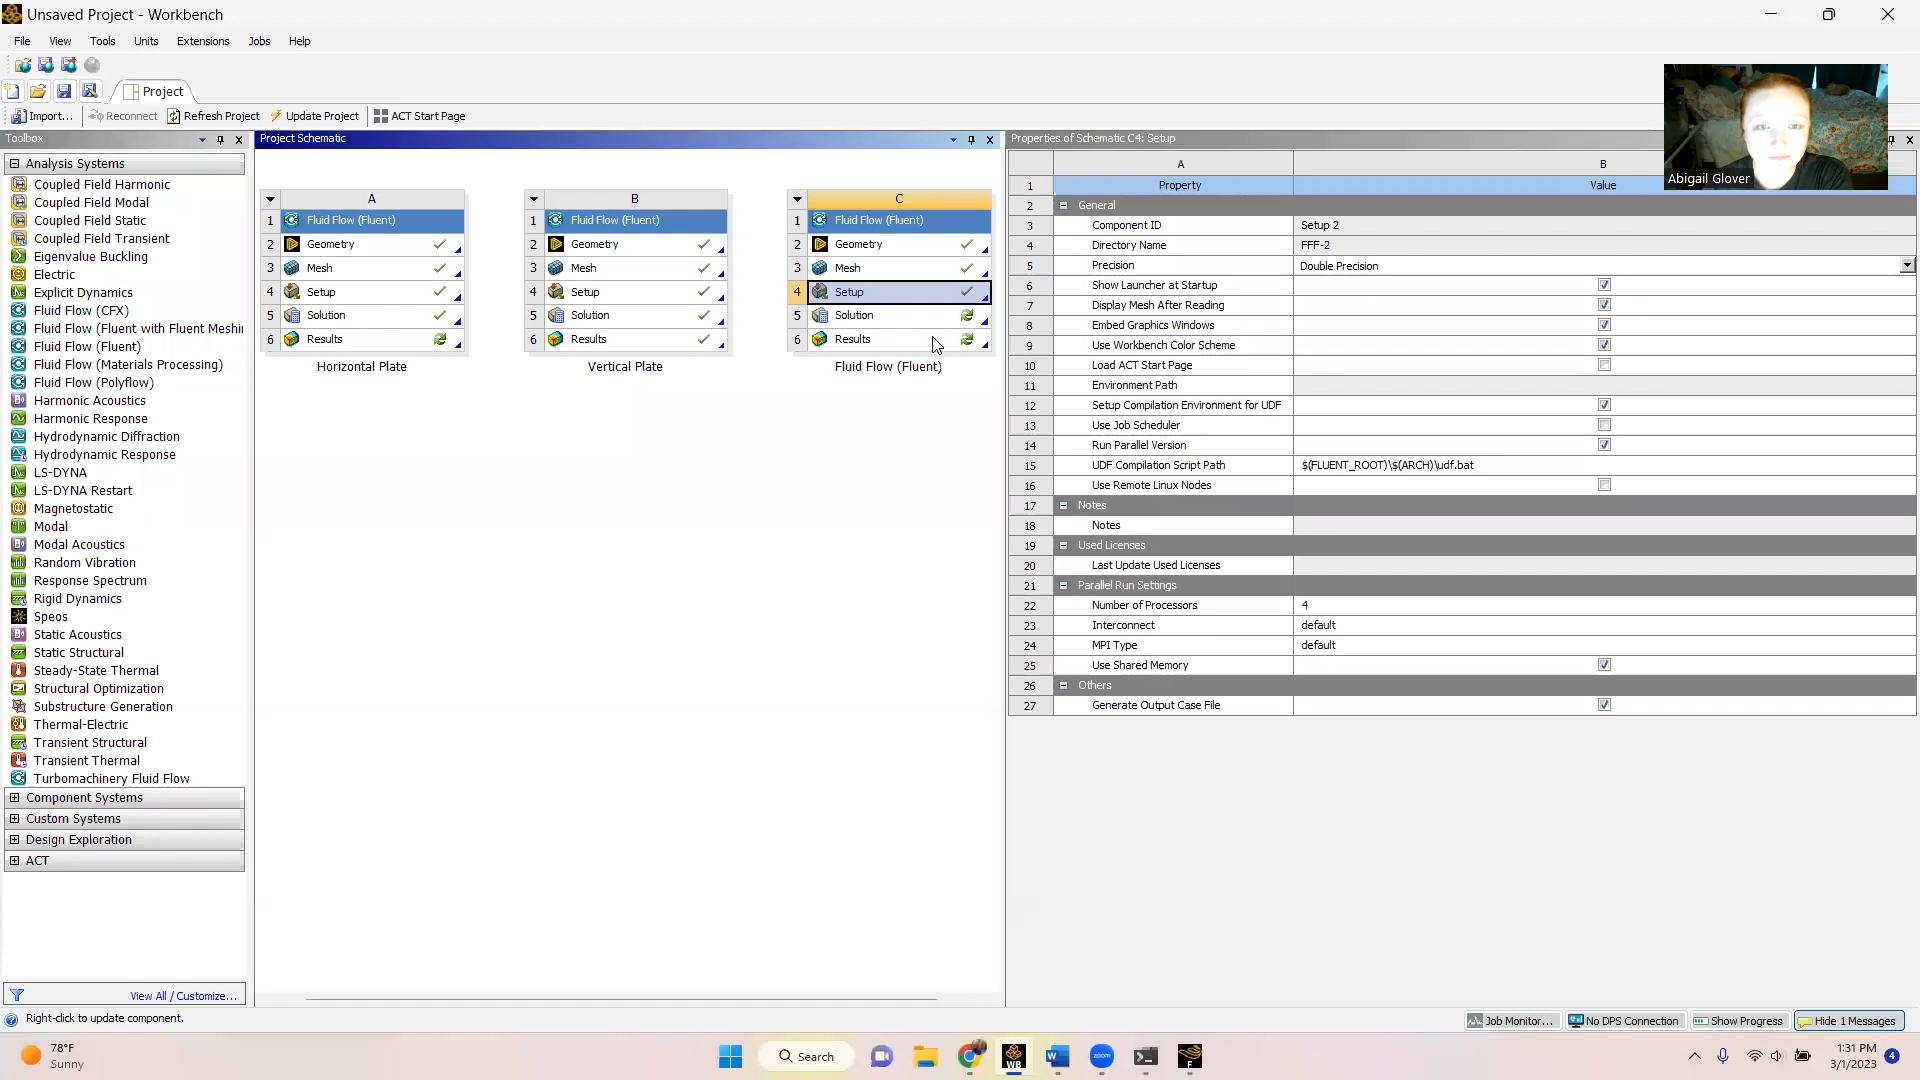 Unsaved Project - Workbench
File View Tools Units Extensions Jobs Help
Project
Import... Reconnect Refresh Project Update Project ACT Start Page
Toolbox
Analysis Systems
Coupled Field Harmonic
Coupled Field Modal
Coupled Field Static
Coupled Field Transient
Eigenvalue Buckling
Electric
Explicit Dynamics
Fluid Flow (CFX)
Fluid Flow (Fluent with Fluent Meshi
Fluid Flow (Fluent)
Fluid Flow (Materials Processing)
Fluid Flow (Polyflow)
Harmonic Acoustics
Harmonic Response
Hydrodynamic Diffraction
Hydrodynamic Response
LS-DYNA
LS-DYNA Restart
Magnetostatic
Modal
Modal Acoustics
Random Vibration
Response Spectrum
Rigid Dynamics
Speos
Static Acoustics
Static Structural
Steady-State Thermal
Structural Optimization
Substructure Generation
Thermal-Electric
Transient Structural
Transient Thermal
Turbomachinery Fluid Flow
Component Systems
Custom Systems
Design Exploration
ACT
View All / Customize...
Project Schematic
A
1 Fluid Flow (Fluent)
2 Geometry
3 Mesh
4 Setup
5 Solution
6 Results
Horizontal Plate
B
1 Fluid Flow (Fluent)
2 Geometry
3 Mesh
4 Setup
5 Solution
6 Results
Vertical Plate
C
1 Fluid Flow (Fluent)
2 Geometry
3 Mesh
4 Setup
5 Solution
6 Results
Fluid Flow (Fluent)
Properties of Schematic C4: Setup
A B
1 Property Value
2 General
3 Component ID Setup 2
4 Directory Name FFF-2
5 Precision Double Precision
6 Show Launcher at Startup
7 Display Mesh After Reading
8 Embed Graphics Windows
9 Use Workbench Color Scheme
10 Load ACT Start Page
11 Environment Path
12 Setup Compilation Environment for UDF
13 Use Job Scheduler
14 Run Parallel Version
15 UDF Compilation Script Path $(FLUENT_ROOT)\$(ARCH)\udf.bat
16 Use Remote Linux Nodes
17 Notes
18 Notes
19 Used Licenses
20 Last Update Used Licenses
21 Parallel Run Settings
22 Number of Processors 4
23 Interconnect default
24 MPI Type default
25 Use Shared Memory
26 Others
27 Generate Output Case File
Abigail Glover
Right-click to update component.
Job Monitor... No DPS Connection Show Progress Hide 1 Messages
78°F
Sunny
Search
WB
zoom
F
1:31 PM
3/1/2023
4